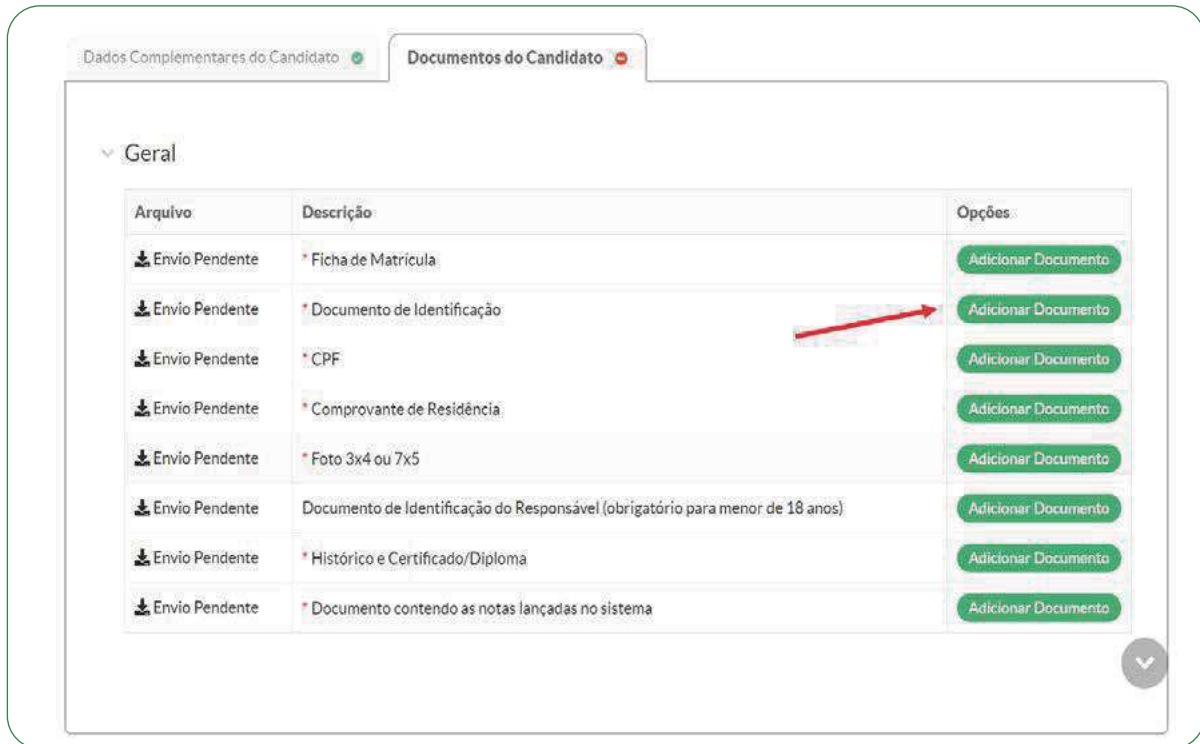 Dados Complementares do Candidato
Documentos do Candidato
Geral
Arquivo Descrição Opções
Envio Pendente * Ficha de Matrícula Adicionar Documento
Envio Pendente * Documento de Identificação Adicionar Documento
Envio Pendente * CPF Adicionar Documento
Envio Pendente * Comprovante de Residência Adicionar Documento
Envio Pendente * Foto 3x4 ou 7x5 Adicionar Documento
Envio Pendente Documento de Identificação do Responsável (obrigatório para menor de 18 anos) Adicionar Documento
Envio Pendente * Histórico e Certificado/Diploma Adicionar Documento
Envio Pendente * Documento contendo as notas lançadas no sistema Adicionar Documento